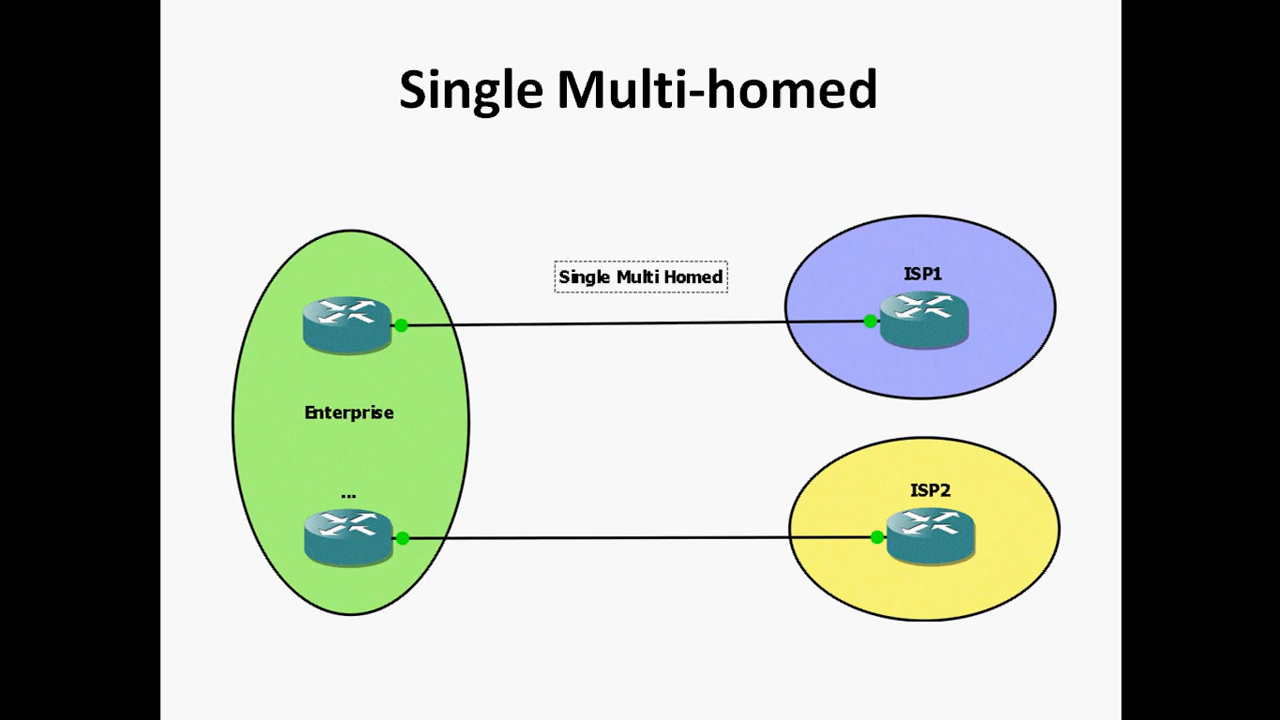 Single Multi-homed
Single Multi Homed
ISP1
Enterprise
...
ISP2